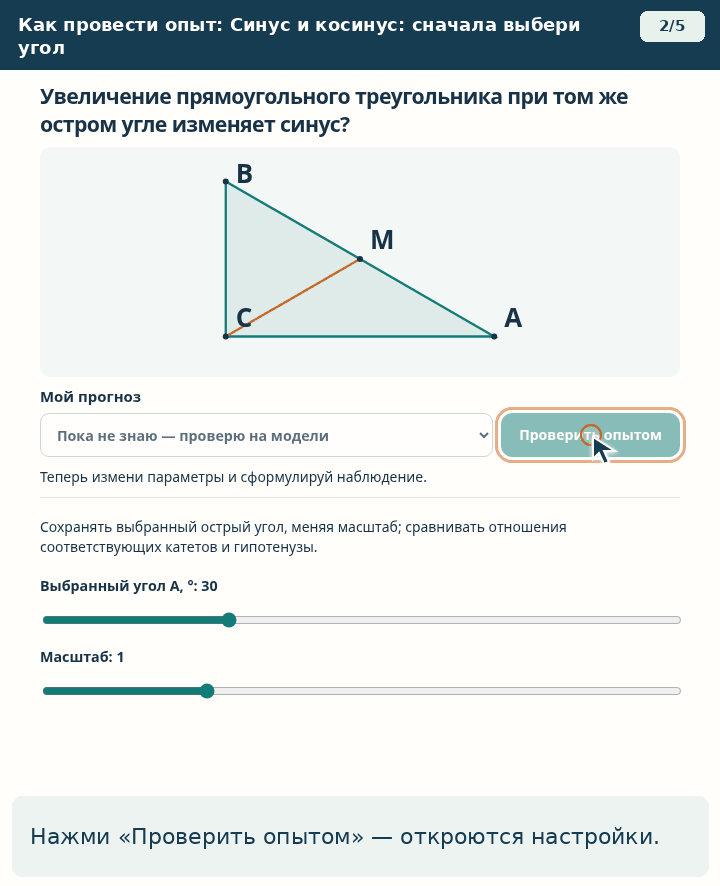 Как провести опыт: Синус и косинус: сначала выбери
угол
2/5
Увеличение прямоугольного треугольника при том же
остром угле изменяет синус?
B
M
C
A
Мой прогноз
Пока не знаю — проверю на модели
Проверить опытом
Теперь измени параметры и сформулируй наблюдение.
Сохранять выбранный острый угол, меняя масштаб; сравнивать отношения
соответствующих катетов и гипотенузы.
Выбранный угол A, °: 30
Масштаб: 1
Нажми «Проверить опытом» — откроются настройки.